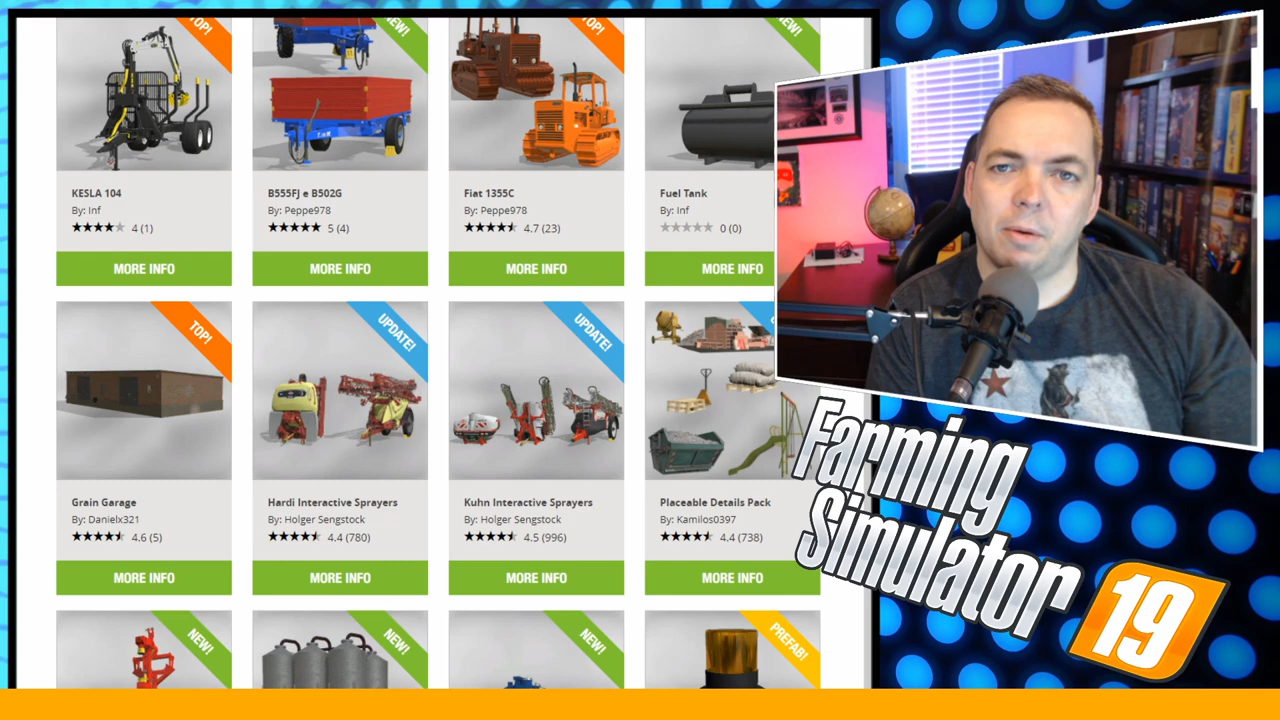 TOP!
NEW!
TOP!
NEW!
KESLA 104
By: Inf
4 (1)
MORE INFO
B555FJ e B502G
By: Peppe978
5 (4)
MORE INFO
Fiat 1355C
By: Peppe978
4.7 (23)
MORE INFO
Fuel Tank
By: Inf
0 (0)
MORE INFO
TOP!
UPDATE!
UPDATE!
Grain Garage
By: Danielx321
4.6 (5)
MORE INFO
Hardi Interactive Sprayers
By: Holger Sengstock
4.4 (780)
MORE INFO
Kuhn Interactive Sprayers
By: Holger Sengstock
4.5 (996)
MORE INFO
Placeable Details Pack
By: Kamilos0397
4.4 (738)
MORE INFO
NEW!
NEW!
NEW!
PREFAB!
Farming
Simulator
19